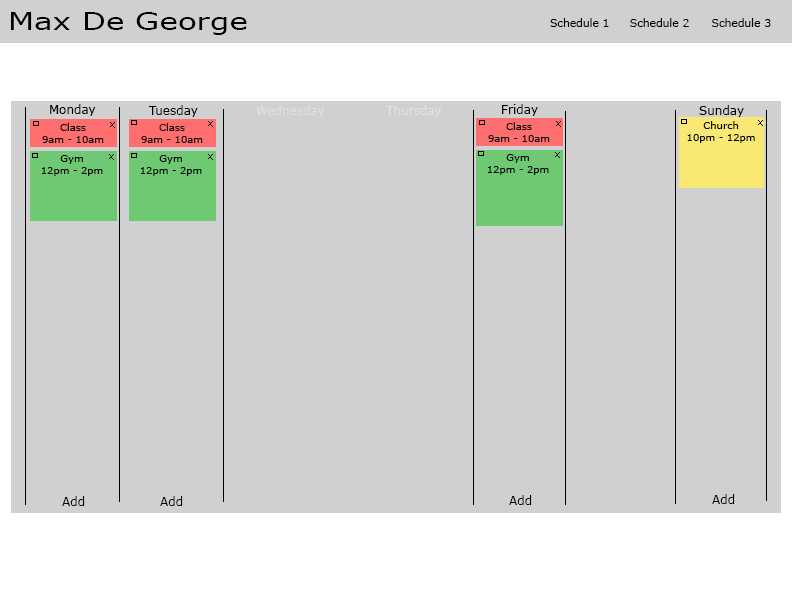 Max De George
Schedule 1 Schedule 2 Schedule 3
Monday Tuesday Wednesday Thursday Friday Sunday
Class Class Class Church
9am - 10am 9am - 10am 9am - 10am 10pm - 12pm
Gym Gym Gym
12pm - 2pm 12pm - 2pm 12pm - 2pm
Add Add Add Add